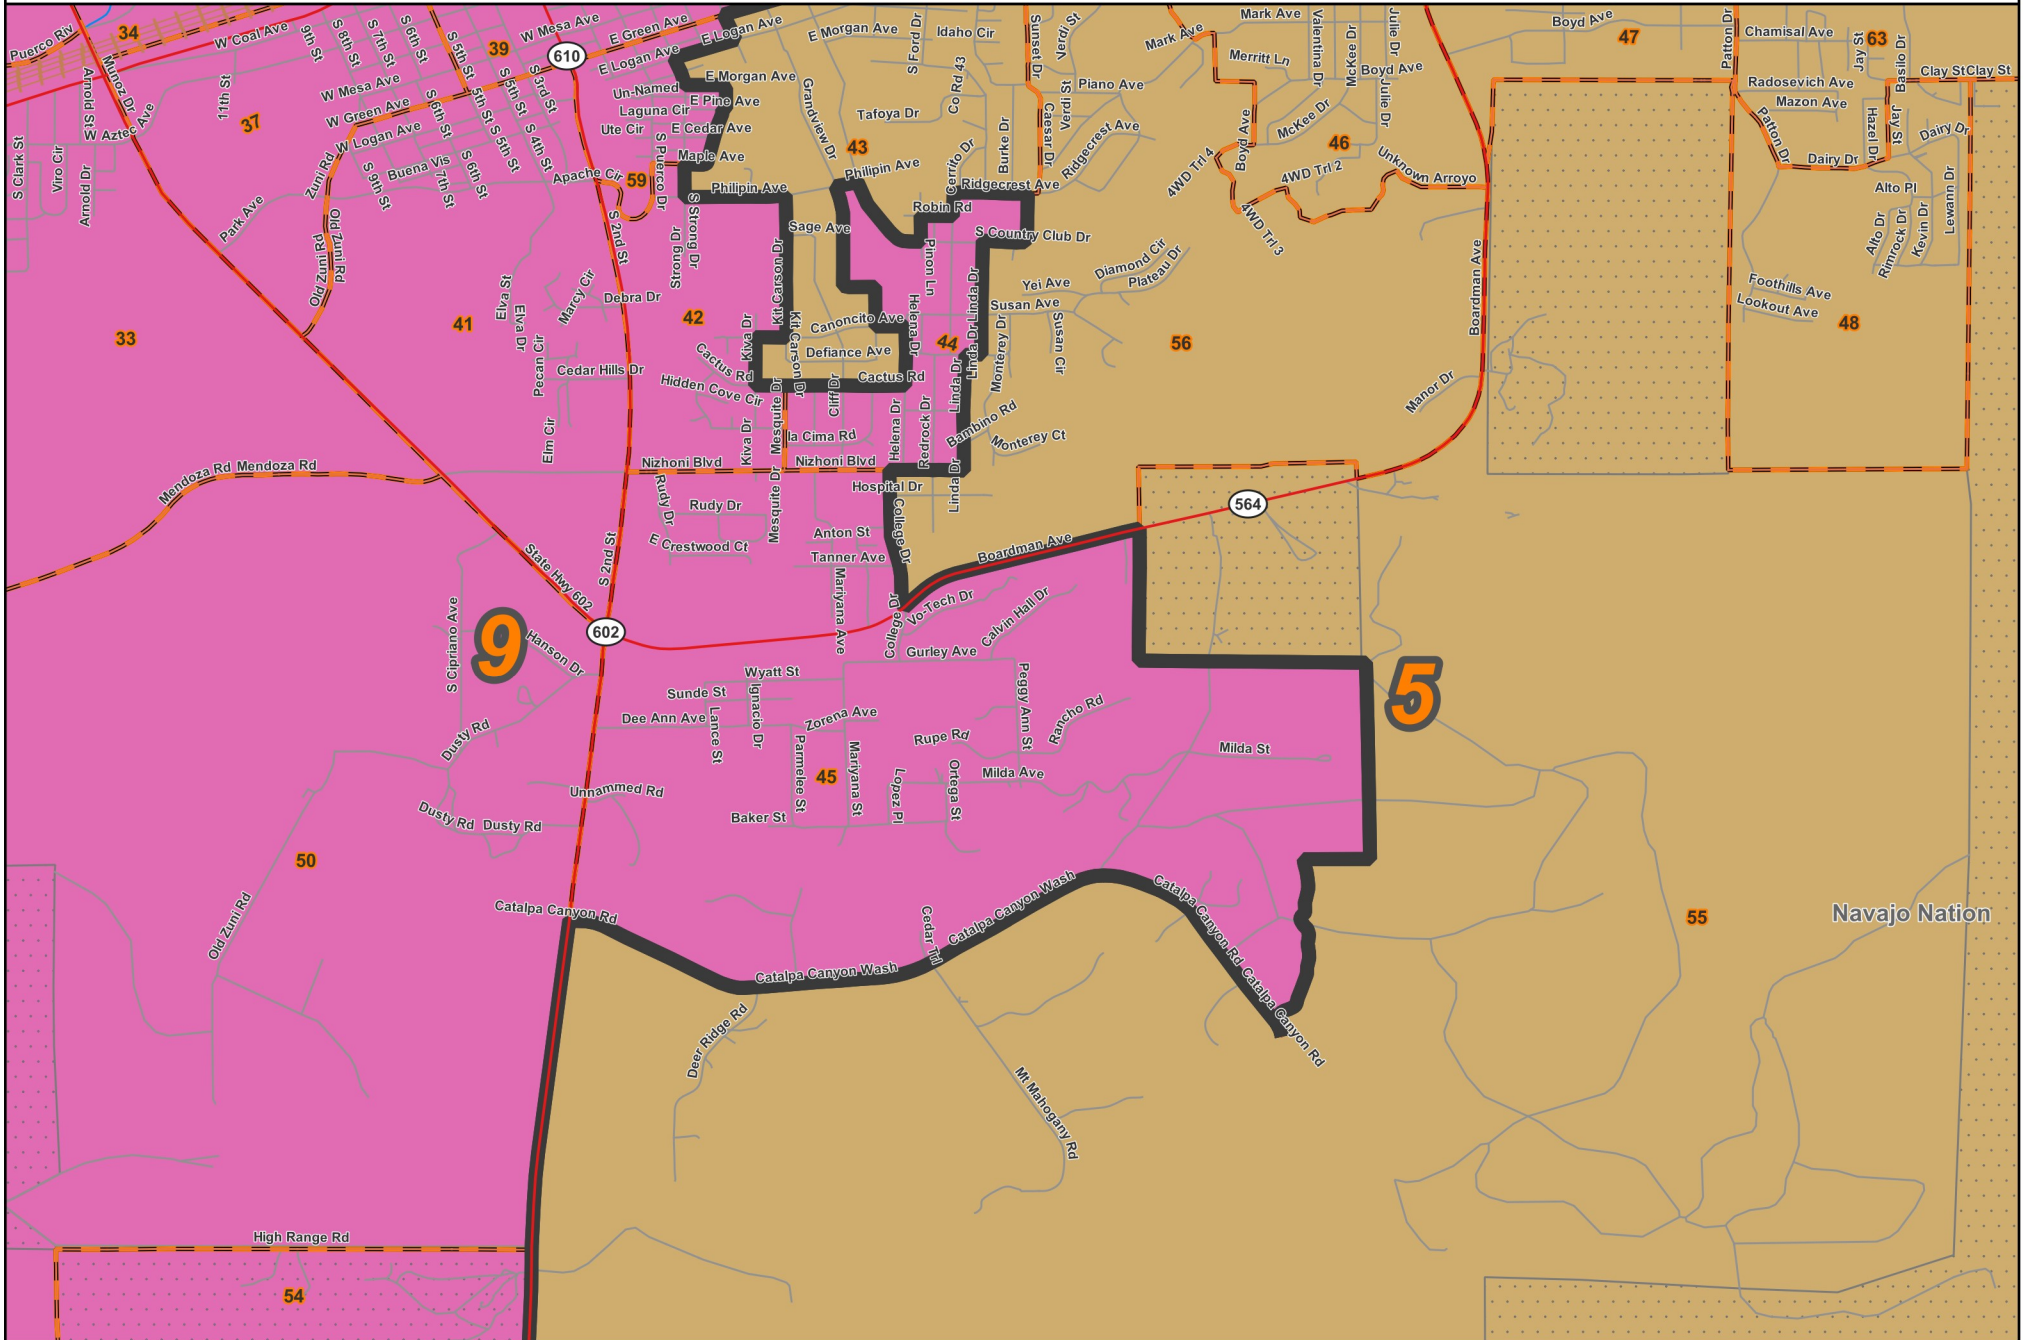 Puerco Riv
34
W Coal Ave
9th St
S 8th St
S 7th St
S 6th St
S 5th St
39
W Mesa Ave
610
E Green Ave
E Logan Ave
E Logan Ave
E Morgan Ave
S Ford Dr
Idaho Cir
Sunset Dr
Verdi St
Mark Ave
Mark Ave
Valentina Dr
McKee Dr
Julie Dr
Boyd Ave
47
Patton Dr
Chamisal Ave
Jay St
63
Basilo Dr
Clay St
Clay St
Arnold St
Munoz Dr
11th St
W Mesa Ave
S 5th St
S 5th St
S 3rd St
Un-Named
E Morgan Ave
Grandview Dr
Co Rd 43
Piano Ave
Merritt Ln
Boyd Ave
Radosevich Ave
Mazon Ave
W Aztec Ave
37
W Green Ave
S 6th St
Laguna Cir
E Pine Ave
Tafoya Dr
Caesar Dr
Verdi St
Julie Dr
Patton Dr
Hazel Dr
Jay St
Dairy Dr
S Clark St
Viro Cir
Arnold Dr
W Logan Ave
S 5th St
S 4th St
Ute Cir
E Cedar Ave
Burke Dr
Ridgecrest Ave
Boyd Ave
McKee Dr
46
Zuni Rd
S 9th St
Buena Vis
7th St
S 6th St
Apache Cir
59
S Puerco Dr
Maple Ave
43
Philipin Ave
Cerrito Dr
4WD Trl 4
4WD Trl 2
Unknown Arroyo
Dairy Dr
Philipin Ave
Ridgecrest Ave
Alto Pl
Lewann Dr
Park Ave
Old Zuni Rd
Old Zuni Rd
S 2nd St
Strong Dr
S Strong Dr
Sage Ave
Robin Rd
S Country Club Dr
4WD Trl 3
Alto Dr
Rimrock Dr
Kevin Dr
Kit Carson Dr
Pinon Ln
Linda Dr
Diamond Cir
Plateau Dr
Boardman Ave
Elva St
Marcy Cir
Debra Dr
Yei Ave
Susan Ave
Foothills Ave
Lookout Ave
48
33
41
Elva Dr
42
Kiva Dr
Kit Carson Dr
Canoncito Ave
Helena Dr
44
Linda Dr
Monterey Dr
Susan Cir
56
Pecan Cir
Cedar Hills Dr
Cactus Rd
Defiance Ave
Cactus Rd
Linda Dr
Manor Dr
Hidden Cove Cir
Mesquite Dr
Cliff Dr
Elm Cir
Kiva Dr
la Cima Rd
Helena Dr
Redrock Dr
Bambino Rd
Monterey Ct
Mendoza Rd
Mendoza Rd
Nizhoni Blvd
Nizhoni Blvd
Rudy Dr
Mesquite Dr
Hospital Dr
Linda Dr
Rudy Dr
564
State Hwy 602
S 2nd St
E Crestwood Ct
Anton St
Tanner Ave
College Dr
Boardman Ave
Mariyana Ave
S Cipriano Ave
9
Hanson Dr
602
College Dr
Vo-Tech Dr
Calvin Hall Dr
Gurley Ave
Wyatt St
Sunde St
Ignacio Dr
Peggy Ann St
5
Dee Ann Ave
Lance St
Zorena Ave
Rancho Rd
Dusty Rd
Parmelee St
Mariyana St
Rupe Rd
Milda St
45
Lopez Pl
Ortega St
Milda Ave
Unnammed Rd
Dusty Rd
Dusty Rd
Baker St
50
Old Zuni Rd
Catalpa Canyon Rd
Cedar Trl
Catalpa Canyon Wash
Catalpa Canyon Wash
Catalpa Canyon Rd
Catalpa Canyon Rd
55
Navajo Nation
Deer Ridge Rd
Mt Mahogany Rd
High Range Rd
54